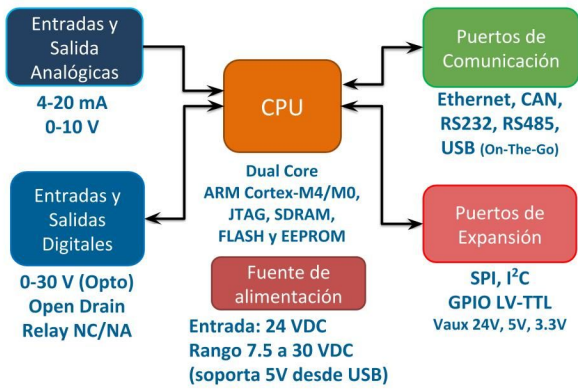 Entradas y
Salida
Analógicas
4-20 mA
0-10 V
Entradas y
Salidas
Digitales
0-30 V (Opto)
Open Drain
Relay NC/NA
CPU
Dual Core
ARM Cortex-M4/M0,
JTAG, SDRAM,
FLASH y EEPROM
Fuente de
alimentación
Entrada: 24 VDC
Rango 7.5 a 30 VDC
(soporta 5V desde USB)
Puertos de
Comunicación
Ethernet, CAN,
RS232, RS485,
USB (On-The-Go)
Puertos de
Expansión
SPI, I²C
GPIO LV-TTL
Vaux 24V, 5V, 3.3V